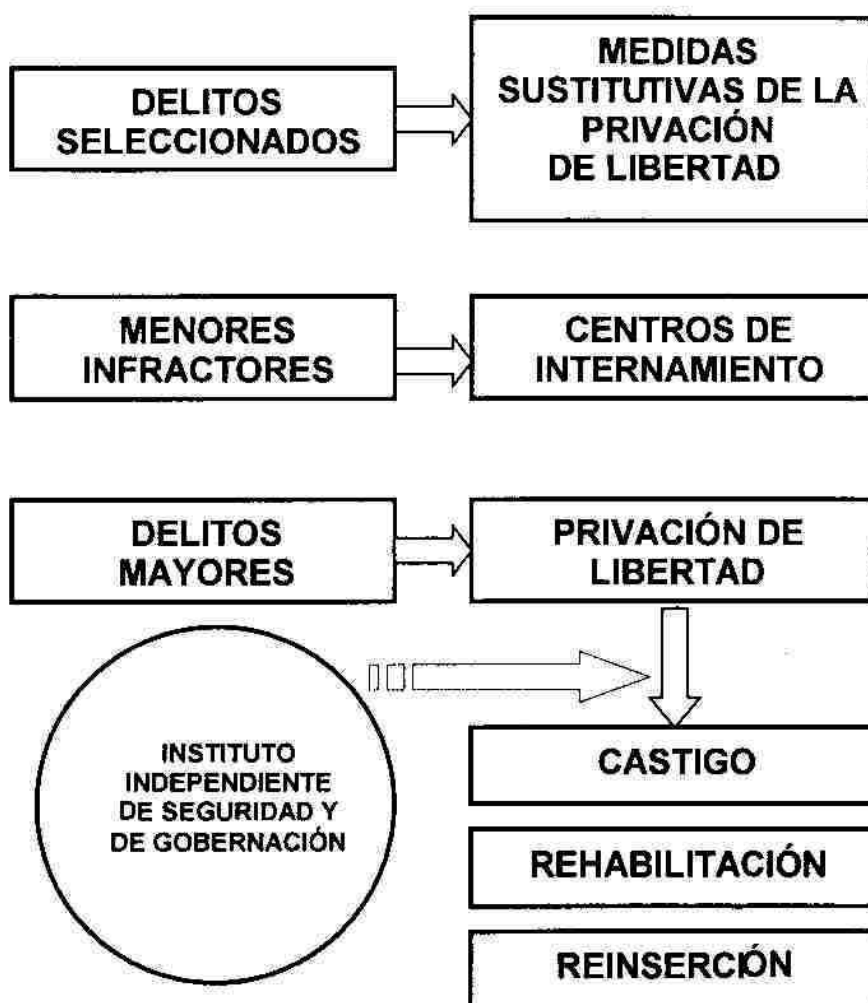 DELITOS
SELECCIONADOS
MEDIDAS
SUSTITUTIVAS DE LA
PRIVACIÓN
DE LIBERTAD
MENORES
INFRACTORES
CENTROS DE
INTERNAMIENTO
DELITOS
MAYORES
PRIVACIÓN DE
LIBERTAD
INSTITUTO
INDEPENDIENTE
DE SEGURIDAD Y
DE GOBERNACIÓN
CASTIGO
REHABILITACIÓN
REINSERCIÓN